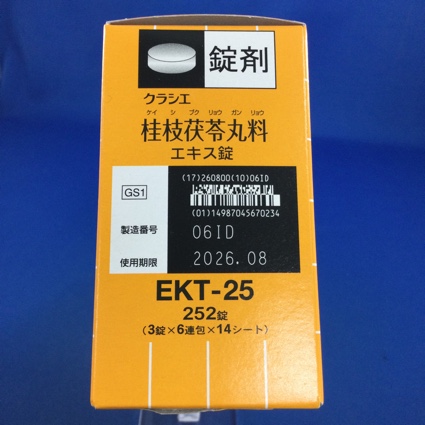 錠剤
クラシエ
ケイ シ ブク リョウ ガン リョウ
桂枝茯苓丸料
エキス錠
(17)260800(10)06ID
GS1
(01)14987045670234
製造番号 06ID
使用期限 2026.08
EKT-25
252錠
(3錠×6連包×14シート)